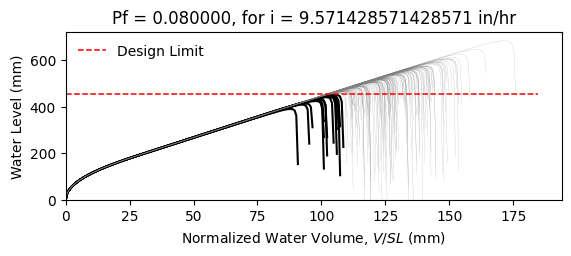 Pf = 0.080000, for i = 9.571428571428571 in/hr
Water Level (mm)
600
400
200
0
Design Limit
0 25 50 75 100 125 150 175
Normalized Water Volume, V/SL (mm)